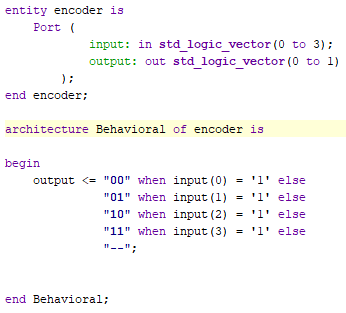 entity encoder is
Port (
input: in std_logic_vector(0 to 3);
output: out std_logic_vector(0 to 1)
);
end encoder;
architecture Behavioral of encoder is
begin
output <= "00" when input(0) = '1' else
"01" when input(1) = '1' else
"10" when input(2) = '1' else
"11" when input(3) = '1' else
"--";
end Behavioral;